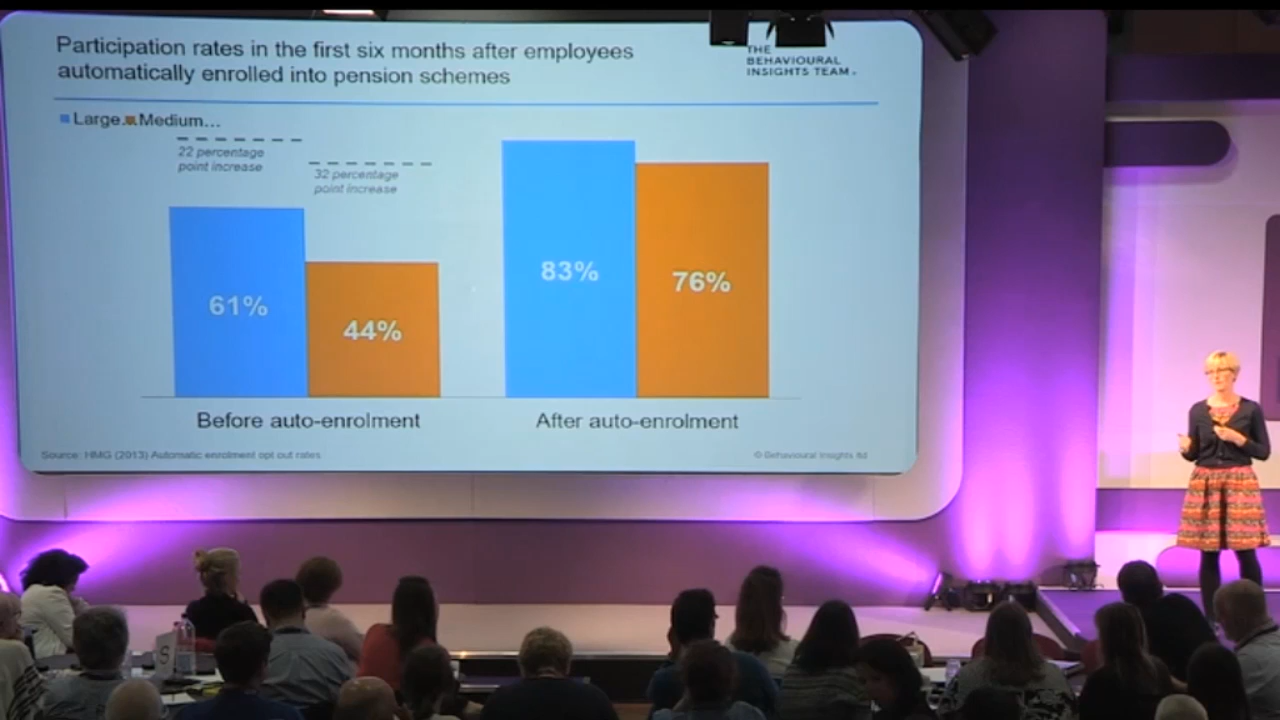 Participation rates in the first six months after employees
automatically enrolled into pension schemes
THE
BEHAVIOURAL
INSIGHTS TEAM.
Large... Medium...
22 percentage
point increase
32 percentage
point increase
61%
44%
83%
76%
Before auto-enrolment
After auto-enrolment
Source: HMG (2013) Automatic enrolment opt out rates
© Behavioural Insights ltd
S